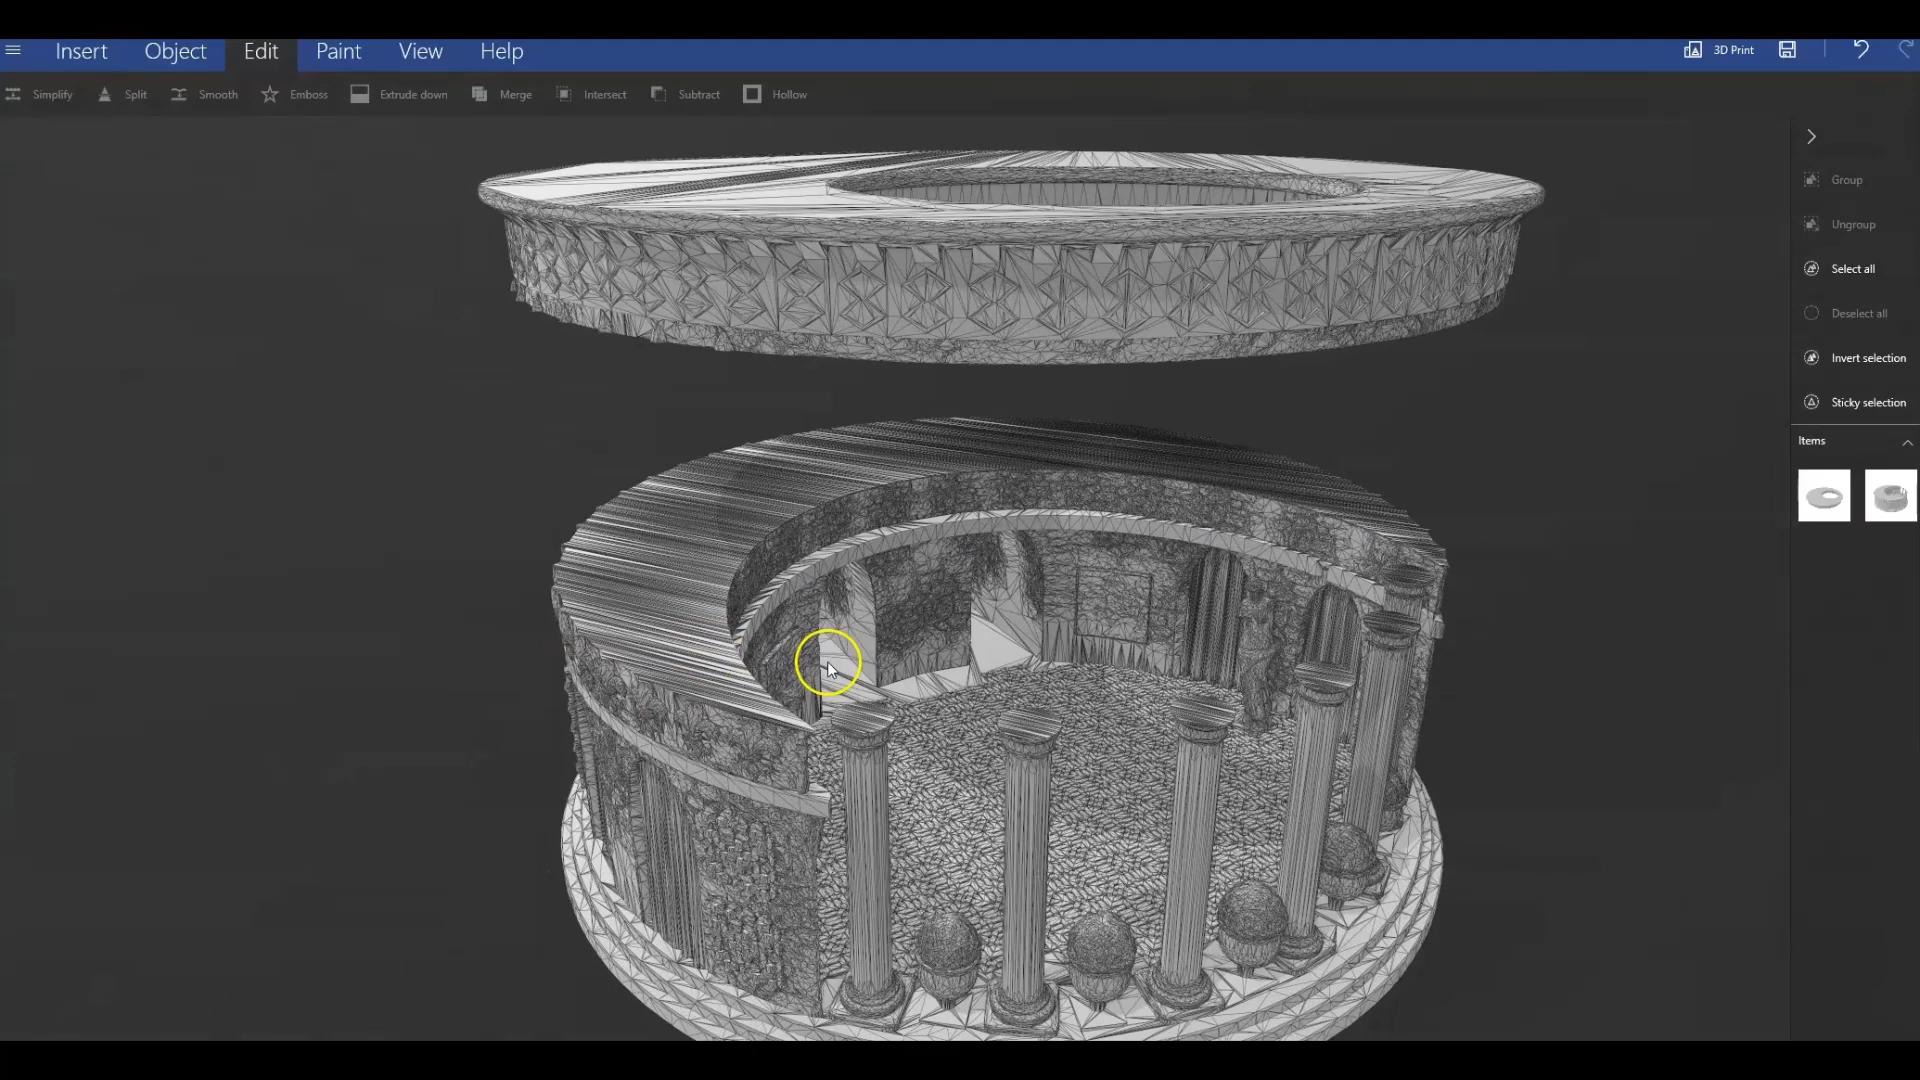 Insert Object Edit Paint View Help 3D Print
Simplify Split Smooth Emboss Extrude down Merge Intersect Subtract Hollow
Group
Ungroup
Select all
Deselect all
Invert selection
Sticky selection
Items